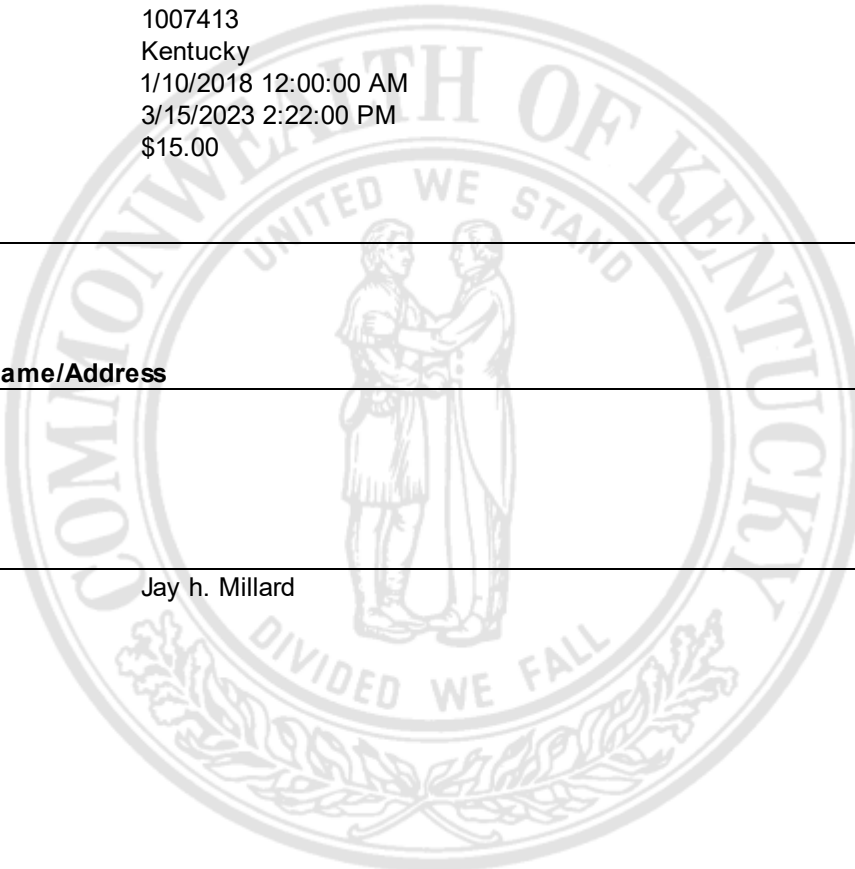 1007413
Kentucky
1/10/2018 12:00:00 AM
3/15/2023 2:22:00 PM
$15.00
ame/Address
Jay h. Millard
COMMONWEALTH OF KENTUCKY
UNITED WE STAND
DIVIDED WE FALL